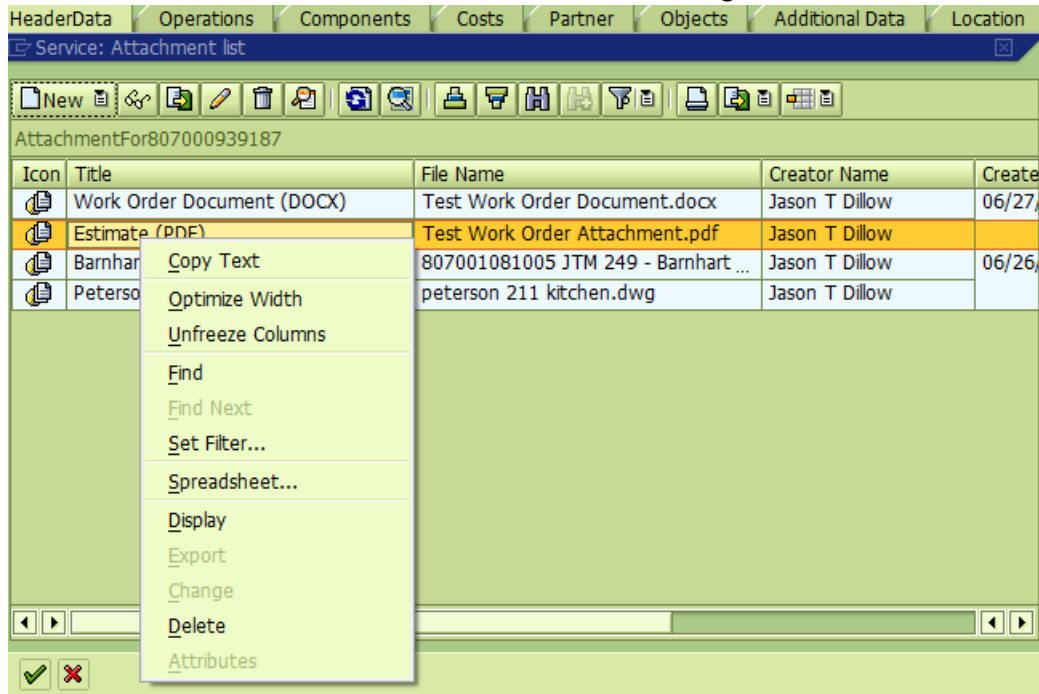 HeaderData Operations Components Costs Partner Objects Additional Data Location
Service: Attachment list
New
AttachmentFor807000939187
Icon Title File Name Creator Name Create
Work Order Document (DOCX) Test Work Order Document.docx Jason T Dillow 06/27/
Estimate (PDF) Test Work Order Attachment.pdf Jason T Dillow
Barnhar 807001081005 JTM 249 - Barnhart ... Jason T Dillow 06/26/
Peterso peterson 211 kitchen.dwg Jason T Dillow
Copy Text
Optimize Width
Unfreeze Columns
Find
Find Next
Set Filter...
Spreadsheet...
Display
Export
Change
Delete
Attributes